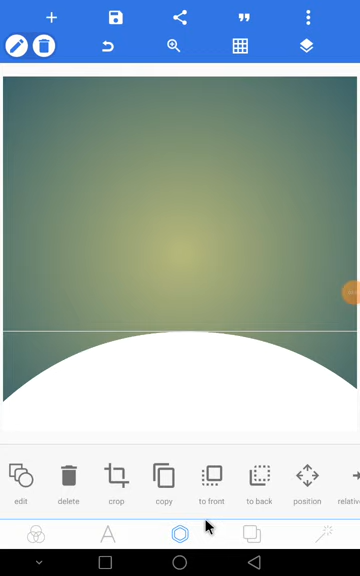 edit delete crop copy to front to back position relativ